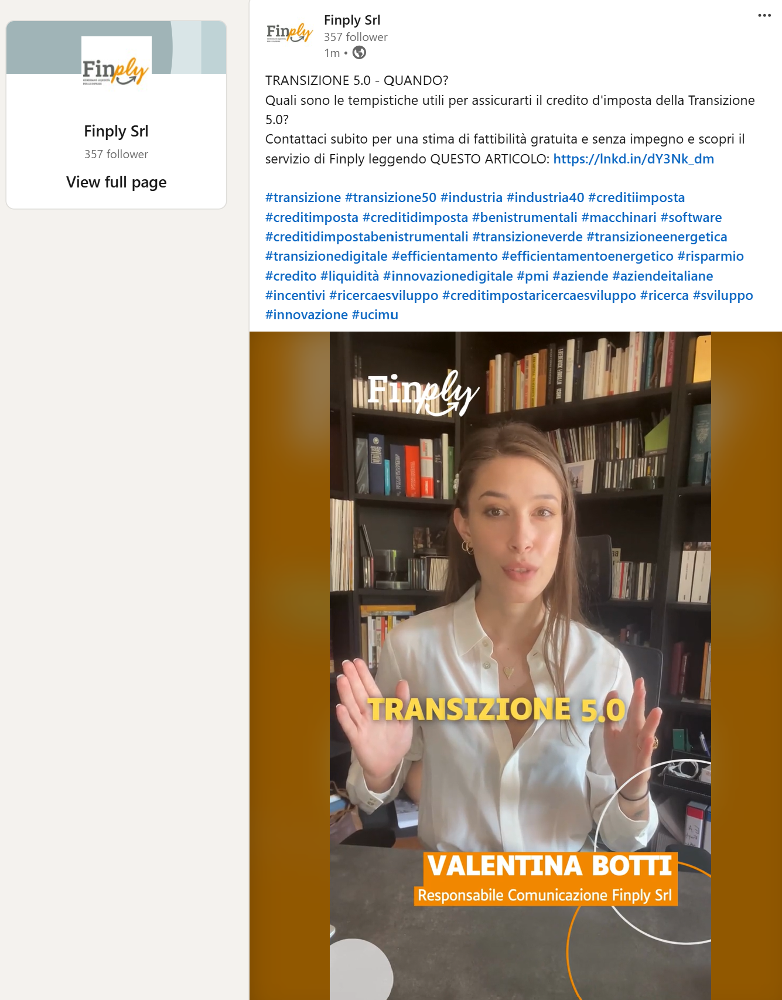 Finply
Finply Srl
357 follower
View full page
Finply
Finply Srl
357 follower
1m •
TRANSIZIONE 5.0 - QUANDO?
Quali sono le tempistiche utili per assicurarti il credito d'imposta della Transizione
5.0?
Contattaci subito per una stima di fattibilità gratuita e senza impegno e scopri il
servizio di Finply leggendo QUESTO ARTICOLO: https://lnkd.in/dY3Nk_dm
#transizione #transizione50 #industria #industria40 #creditiimposta
#creditimposta #creditidimposta #benistrumentali #macchinari #software
#creditidimpostabenistrumentali #transizioneverde #transizioneenergetica
#transizionedigitale #efficientamento #efficientamentoenergetico #risparmio
#credito #liquidità #innovazionedigitale #pmi #aziende #aziendeitaliane
#incentivi #ricercaesviluppo #creditimpostaricercaesviluppo #ricerca #sviluppo
#innovazione #ucimu
Finply
TRANSIZIONE 5.0
VALENTINA BOTTI
Responsabile Comunicazione Finply Srl